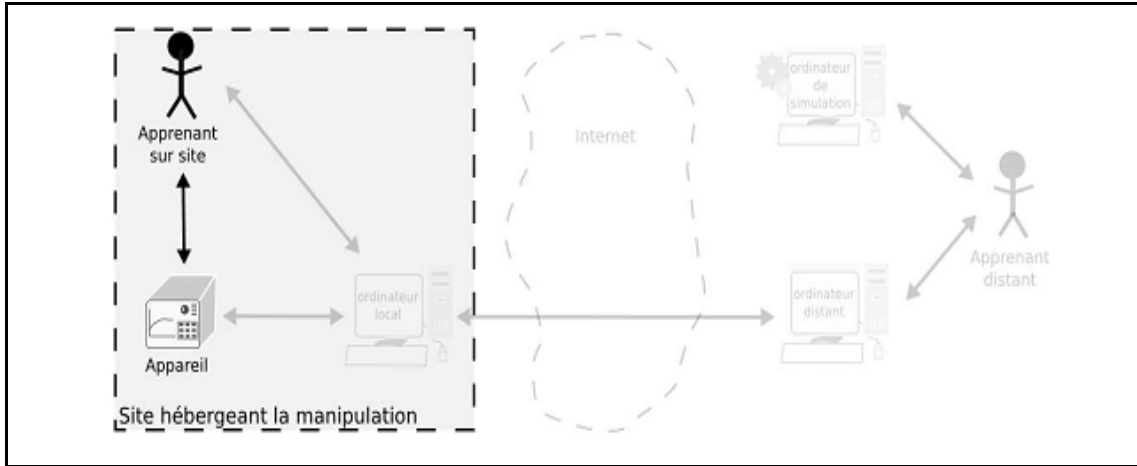 Apprenant
sur site
Appareil
ordinateur
local
Site hébergeant la manipulation
Internet
ordinateur
de
simulation
ordinateur
distant
Apprenant
distant